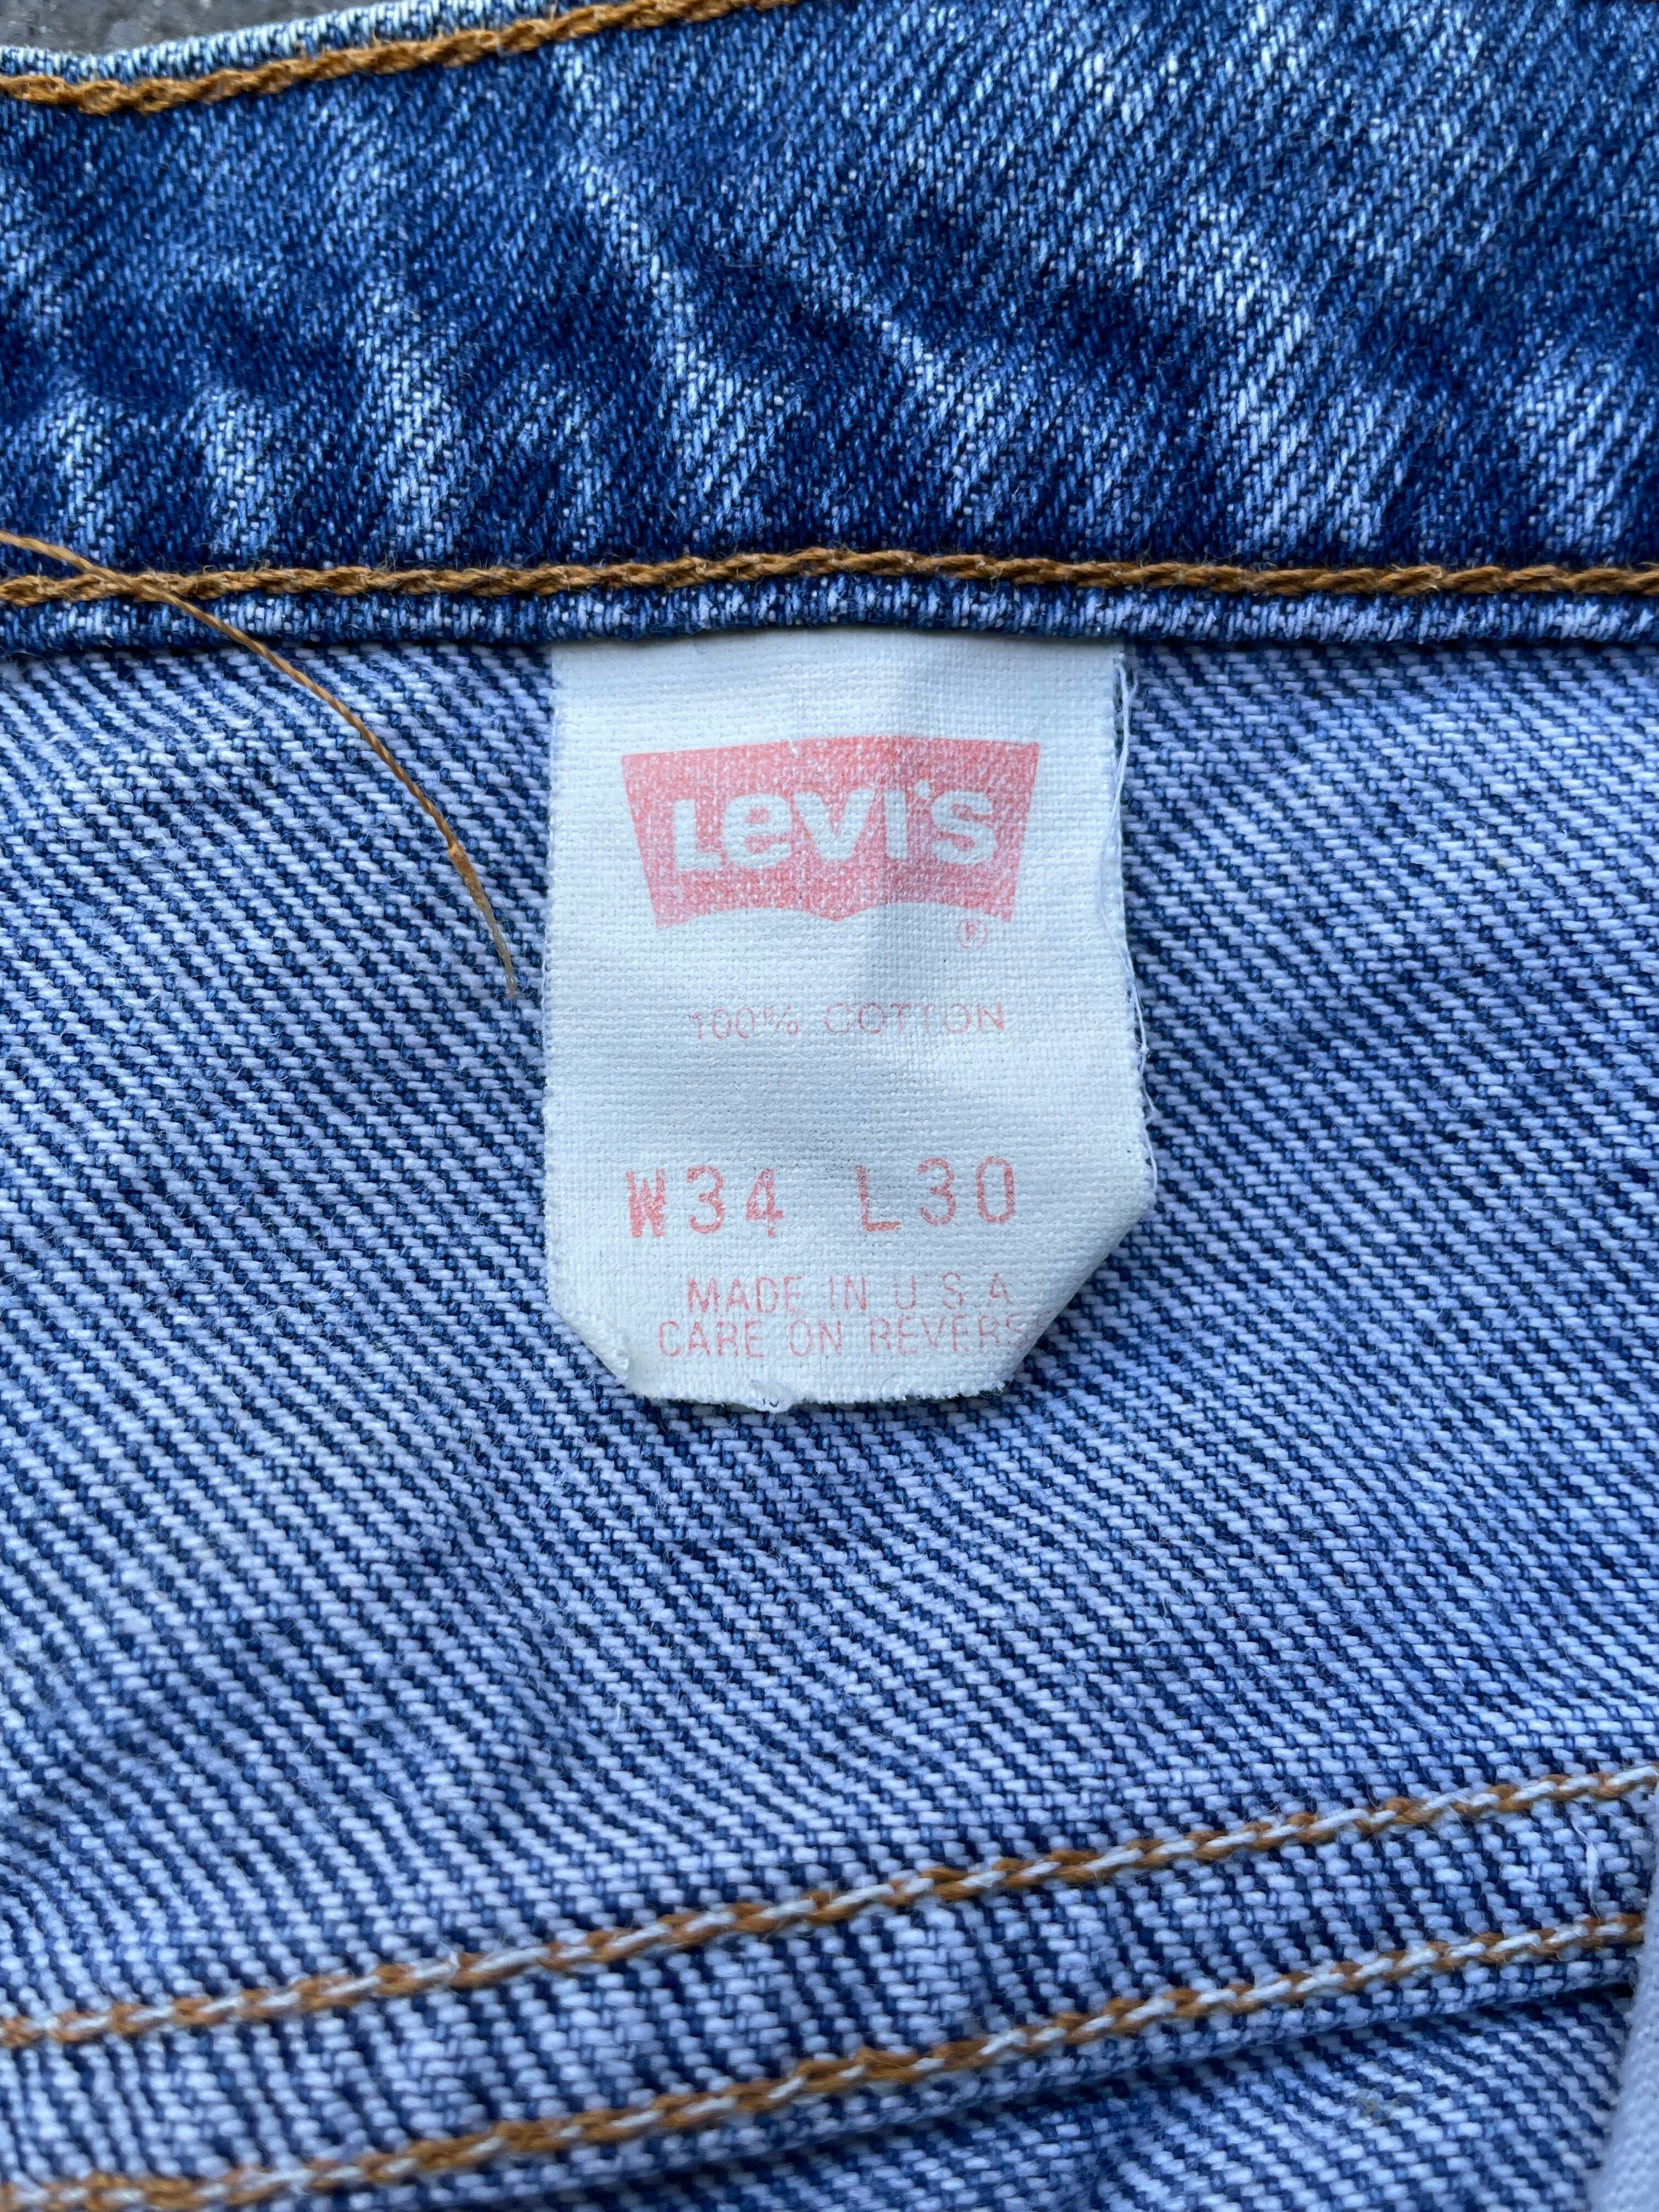 Levi's
®
100% COTTON
W34 L30
MADE IN U.S.A
CARE ON REVERS